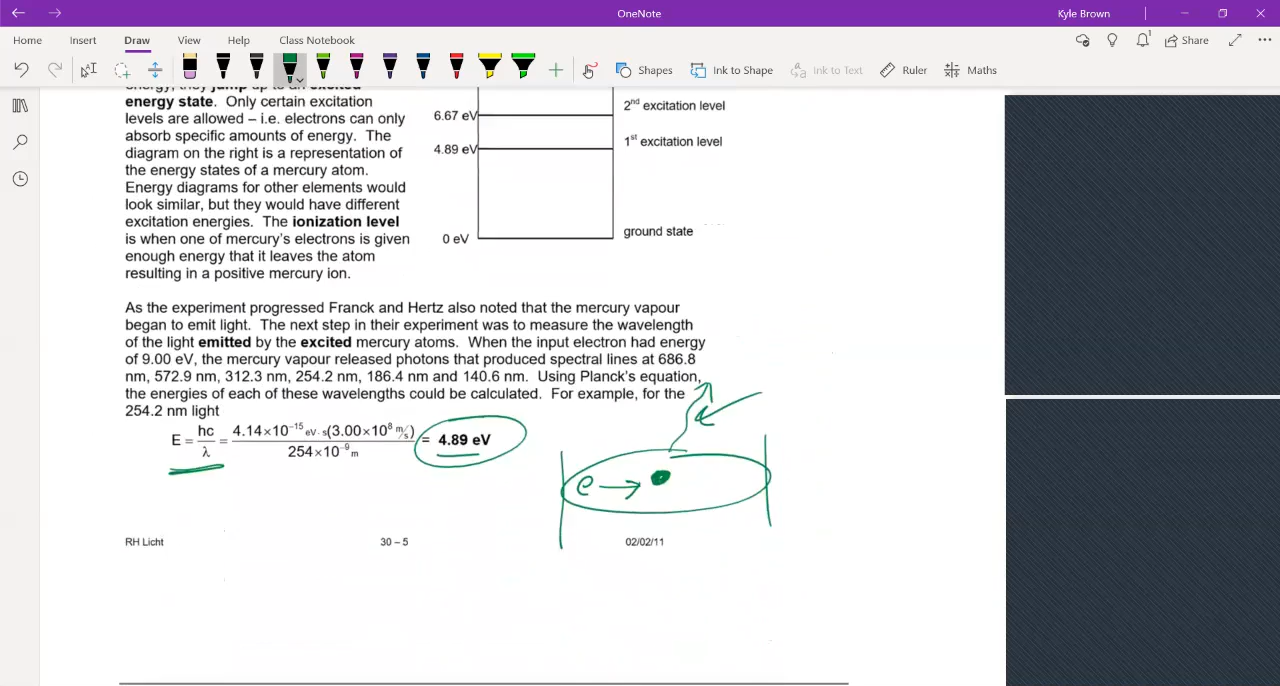 OneNote
Kyle Brown
Home Insert Draw View Help Class Notebook
Share
Shapes Ink to Shape Ink to Text Ruler Maths
energy, they jump up to an excited
energy state. Only certain excitation
levels are allowed – i.e. electrons can only
absorb specific amounts of energy. The
diagram on the right is a representation of
the energy states of a mercury atom.
Energy diagrams for other elements would
look similar, but they would have different
excitation energies. The ionization level
is when one of mercury's electrons is given
enough energy that it leaves the atom
resulting in a positive mercury ion.
2nd excitation level
6.67 eV
1st excitation level
4.89 eV
ground state
0 eV
As the experiment progressed Franck and Hertz also noted that the mercury vapour
began to emit light. The next step in their experiment was to measure the wavelength
of the light emitted by the excited mercury atoms. When the input electron had energy
of 9.00 eV, the mercury vapour released photons that produced spectral lines at 686.8
nm, 572.9 nm, 312.3 nm, 254.2 nm, 186.4 nm and 140.6 nm. Using Planck's equation,
the energies of each of these wavelengths could be calculated. For example, for the
254.2 nm light
E = hc/λ = 4.14×10⁻¹⁵ eV·s(3.00×10⁸ m/s) / 254×10⁻⁹ m = 4.89 eV
e
RH Licht 30 – 5 02/02/11